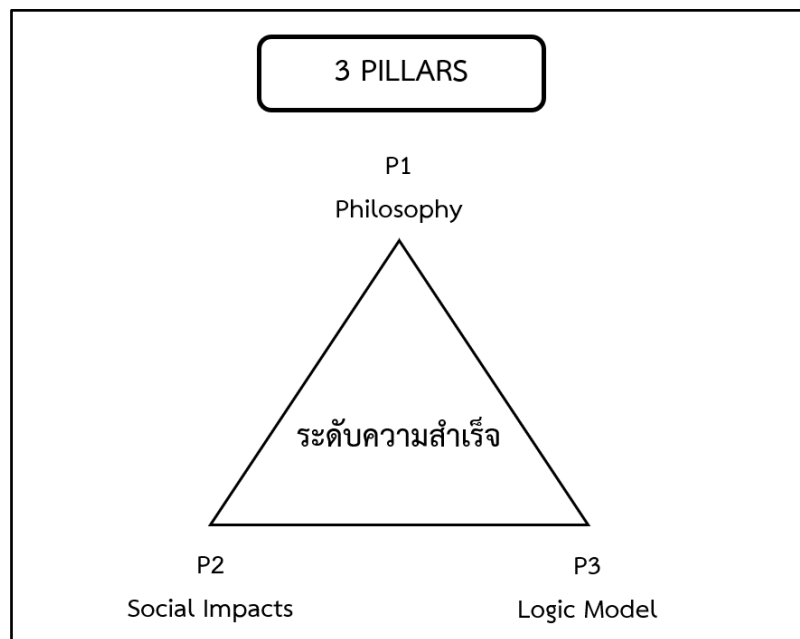 3 PILLARS
P1
Philosophy
ระดับความสำเร็จ
P2
Social Impacts
P3
Logic Model